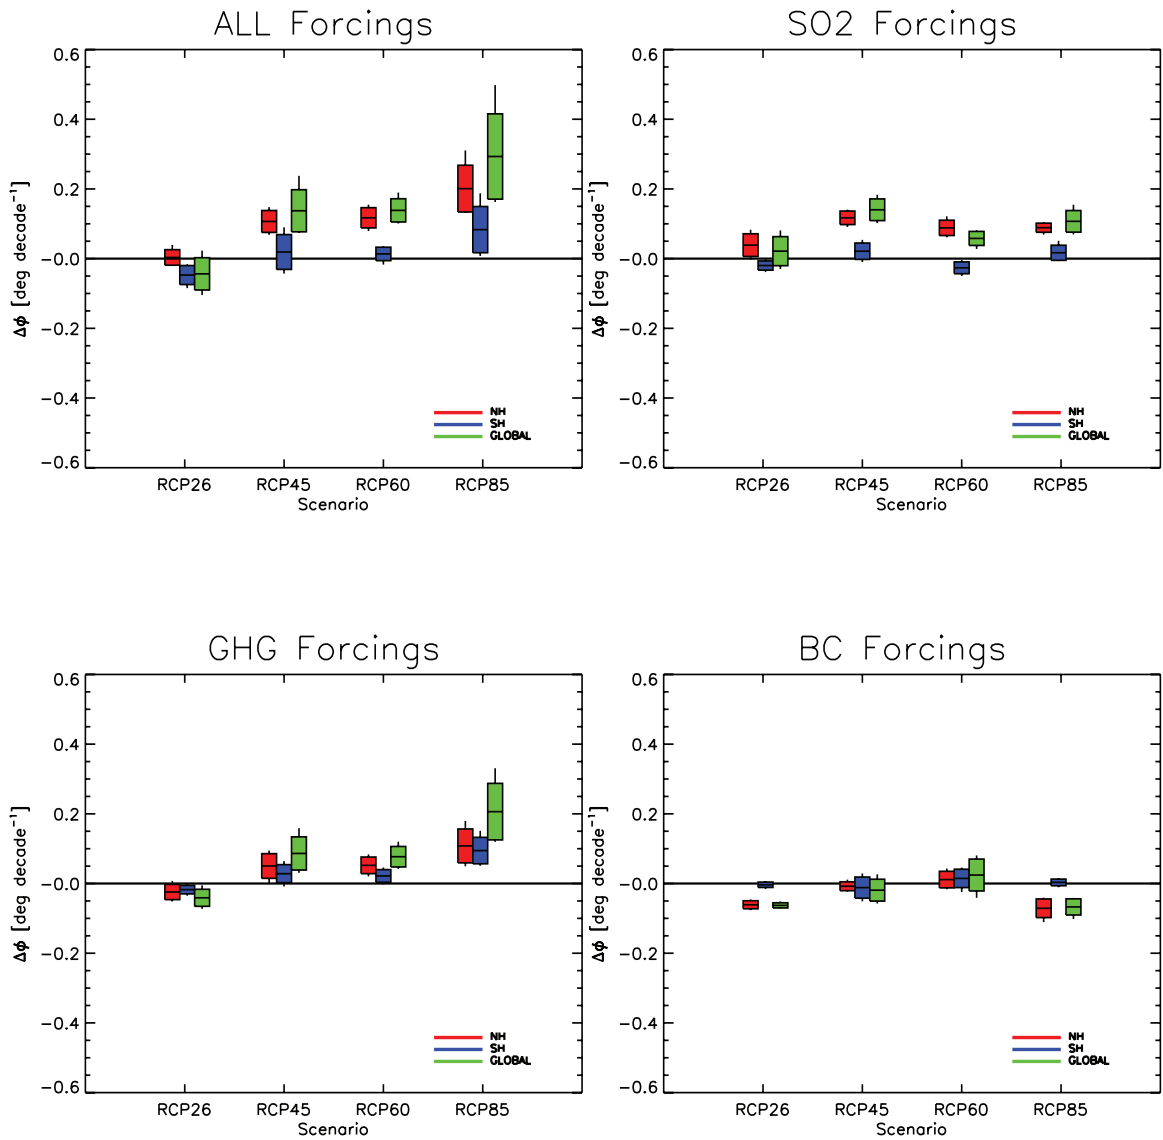 ALL Forcings
0.6
0.4
0.2
-0.0
-0.2
-0.4
-0.6
Δϕ [deg decade⁻¹]
NH
SH
GLOBAL
RCP26 RCP45 RCP60 RCP85
Scenario
SO2 Forcings
0.6
0.4
0.2
-0.0
-0.2
-0.4
-0.6
Δϕ [deg decade⁻¹]
NH
SH
GLOBAL
RCP26 RCP45 RCP60 RCP85
Scenario
GHG Forcings
0.6
0.4
0.2
-0.0
-0.2
-0.4
-0.6
Δϕ [deg decade⁻¹]
NH
SH
GLOBAL
RCP26 RCP45 RCP60 RCP85
Scenario
BC Forcings
0.6
0.4
0.2
-0.0
-0.2
-0.4
-0.6
Δϕ [deg decade⁻¹]
NH
SH
GLOBAL
RCP26 RCP45 RCP60 RCP85
Scenario